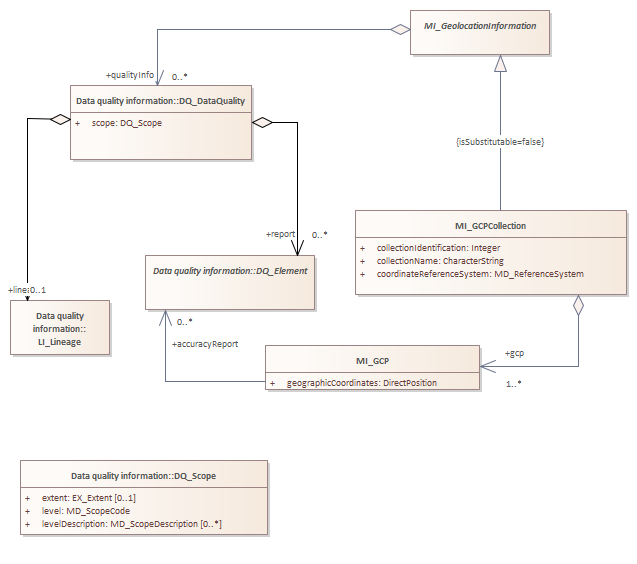 MI_GeolocationInformation
+qualityInfo
0..*
Data quality information::DQ_DataQuality
+ scope: DQ_Scope
{isSubstitutable=false}
MI_GCPCollection
+ collectionIdentification: Integer
+ collectionName: CharacterString
+ coordinateReferenceSystem: MD_ReferenceSystem
+report
0..*
Data quality information::DQ_Element
0..1
Data quality
information::
LI_Lineage
0..*
+accuracyReport
+gcp
1..*
MI_GCP
+ geographicCoordinates: DirectPosition
Data quality information::DQ_Scope
+ extent: EX_Extent [0..1]
+ level: MD_ScopeCode
+ levelDescription: MD_ScopeDescription [0..*]